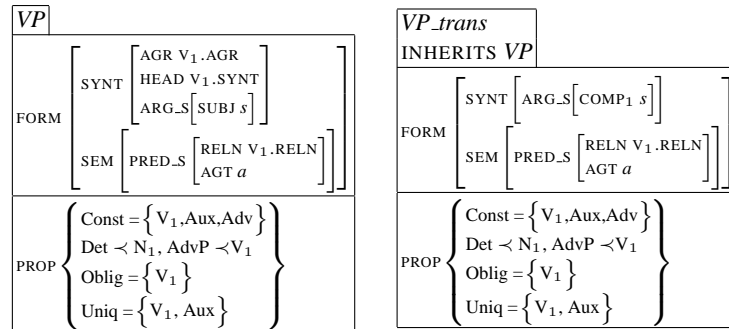 VP
FORM
SYNT
AGR V₁.AGR
HEAD V₁.SYNT
ARG_S[SUBJ s]
SEM
PRED_S
RELN V₁.RELN
AGT a
PROP
Const = {V₁,Aux,Adv}
Det ≺ N₁, AdvP ≺V₁
Oblig = {V₁}
Uniq = {V₁, Aux}
VP_trans
INHERITS VP
FORM
SYNT [ARG_S[COMP₁ s]]
SEM
PRED_S
RELN V₁.RELN
AGT a
PROP
Const = {V₁,Aux,Adv}
Det ≺ N₁, AdvP ≺V₁
Oblig = {V₁}
Uniq = {V₁, Aux}